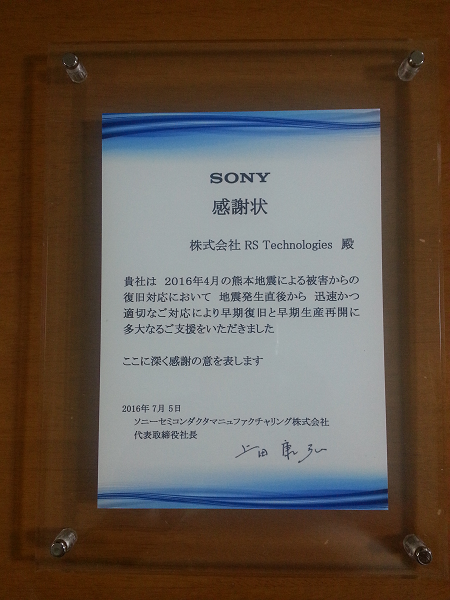 SONY
感謝状
株式会社 RS Technologies 殿
貴社は 2016年4月の熊本地震による被害からの
復旧対応において 地震発生直後から 迅速かつ
適切なご対応により早期復旧と早期生産再開に
多大なるご支援をいただきました
ここに深く感謝の意を表します
2016年 7月 5日
ソニーセミコンダクタマニュファクチャリング株式会社
代表取締役社長
上田 康弘